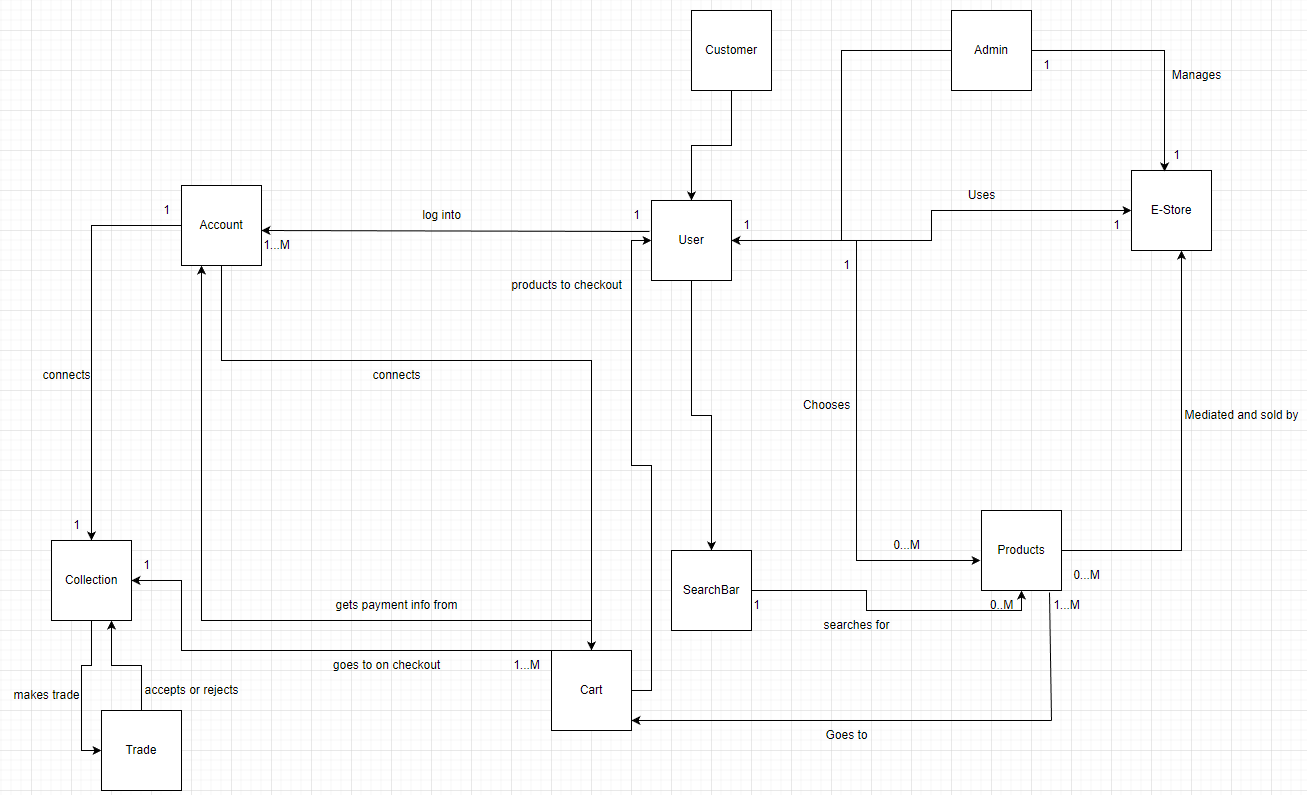 Customer
Admin
1
Manages
1
Account
1
1...M
log into
1
User
1
Uses
E-Store
1
products to checkout
1
connects
connects
Chooses
Mediated and sold by
1
Collection
1
0...M
Products
0...M
SearchBar
1
0..M
1...M
searches for
gets payment info from
goes to on checkout
1...M
Cart
makes trade
accepts or rejects
Trade
Goes to